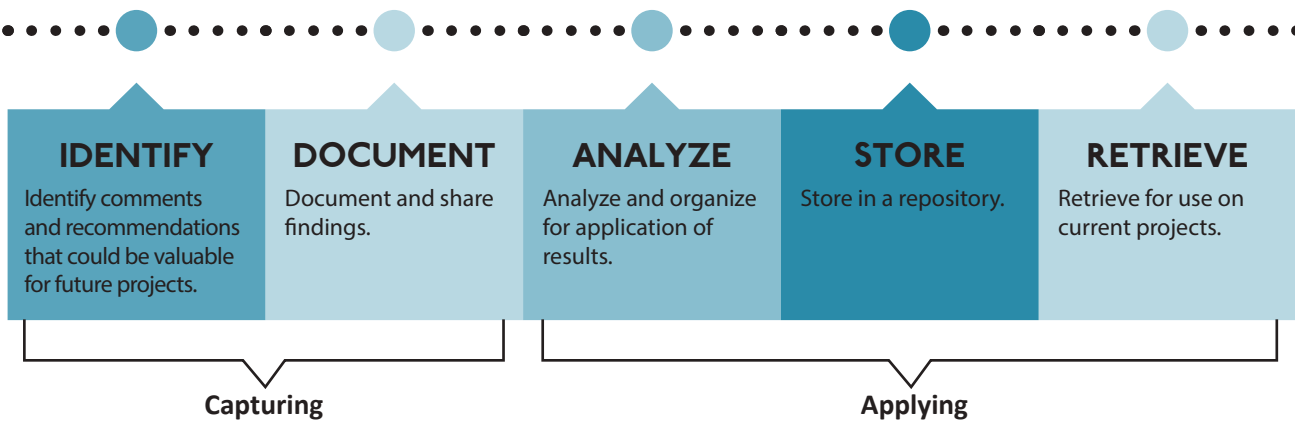 IDENTIFY
Identify comments
and recommendations
that could be valuable
for future projects.
DOCUMENT
Document and share
findings.
ANALYZE
Analyze and organize
for application of
results.
STORE
Store in a repository.
RETRIEVE
Retrieve for use on
current projects.
Capturing
Applying